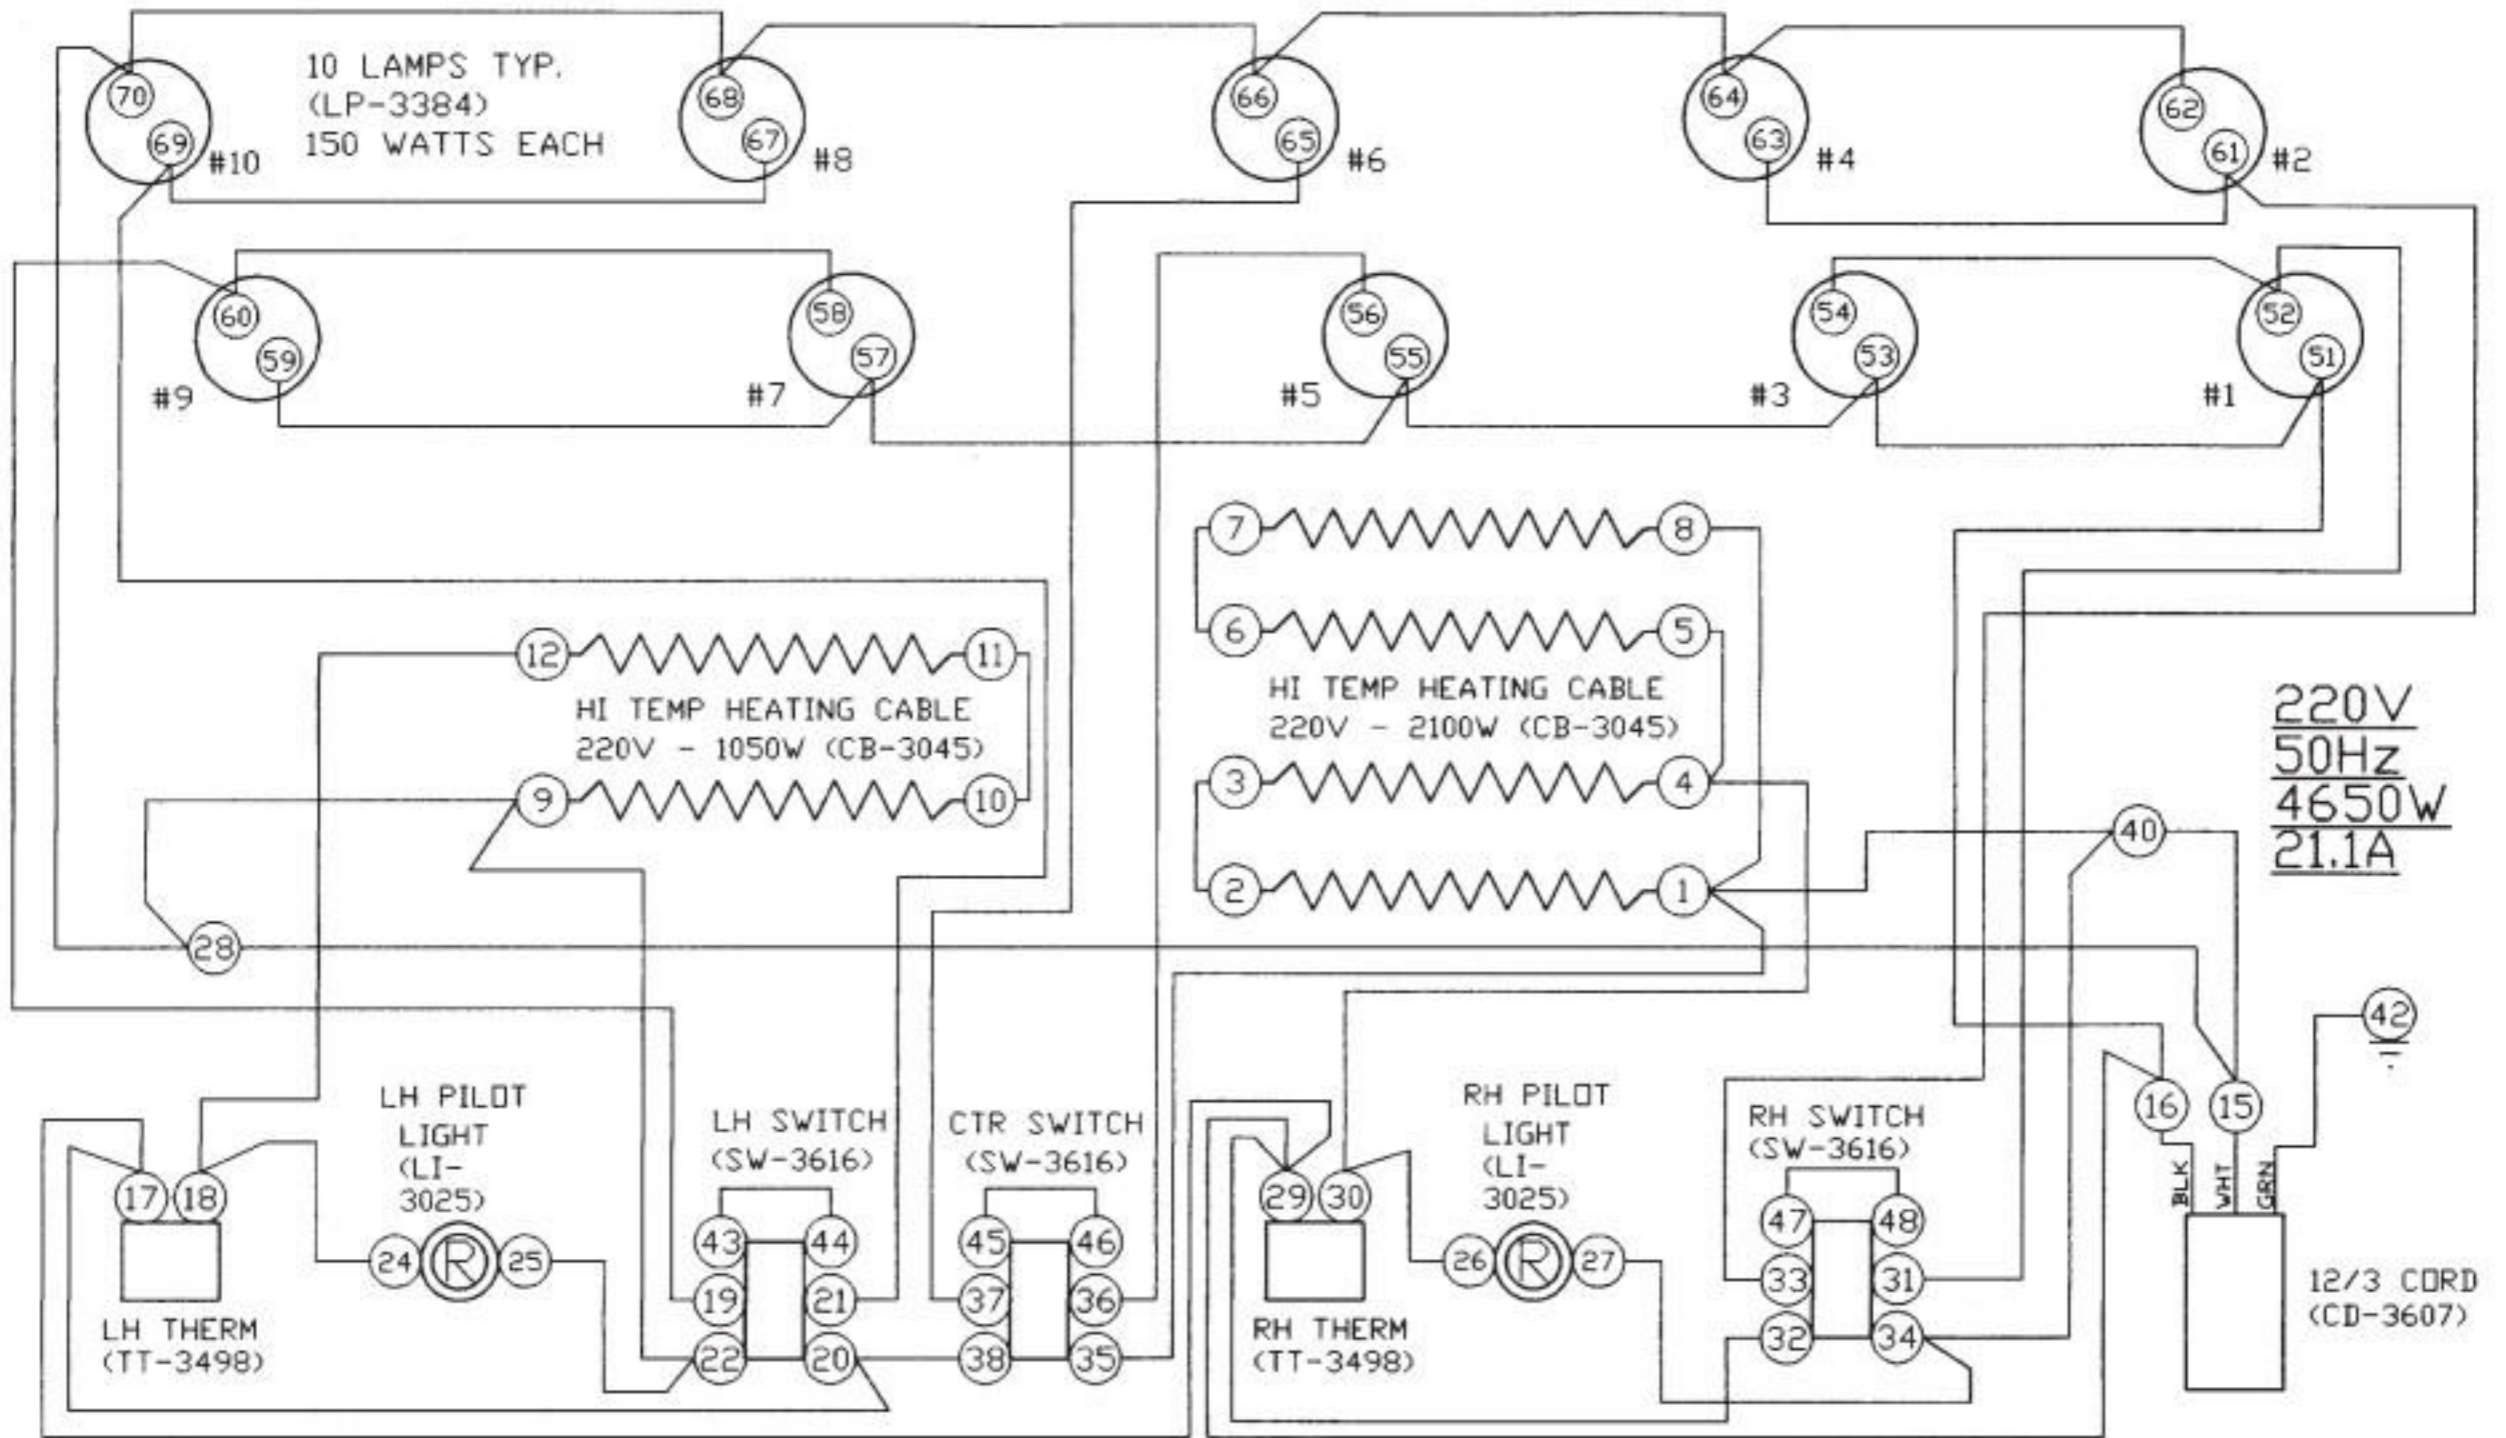 10 LAMPS TYP.
(LP-3384)
150 WATTS EACH
70
69
#10
68
67
#8
66
65
#6
64
63
#4
62
61
#2
60
59
#9
58
57
#7
56
55
#5
54
53
#3
52
51
#1
7
8
6
5
HI TEMP HEATING CABLE
220V - 2100W (CB-3045)
3
4
2
1
12
11
HI TEMP HEATING CABLE
220V - 1050W (CB-3045)
9
10
28
220V
50Hz
4650W
21.1A
40
42
LH PILOT
LIGHT
(LI-
3025)
17
18
24
R
25
LH THERM
(TT-3498)
LH SWITCH
(SW-3616)
43
44
19
21
22
20
CTR SWITCH
(SW-3616)
45
46
37
36
38
35
29
30
RH THERM
(TT-3498)
RH PILOT
LIGHT
(LI-
3025)
26
R
27
RH SWITCH
(SW-3616)
47
48
33
31
32
34
16
15
BLK
WHT
GRN
12/3 CORD
(CD-3607)